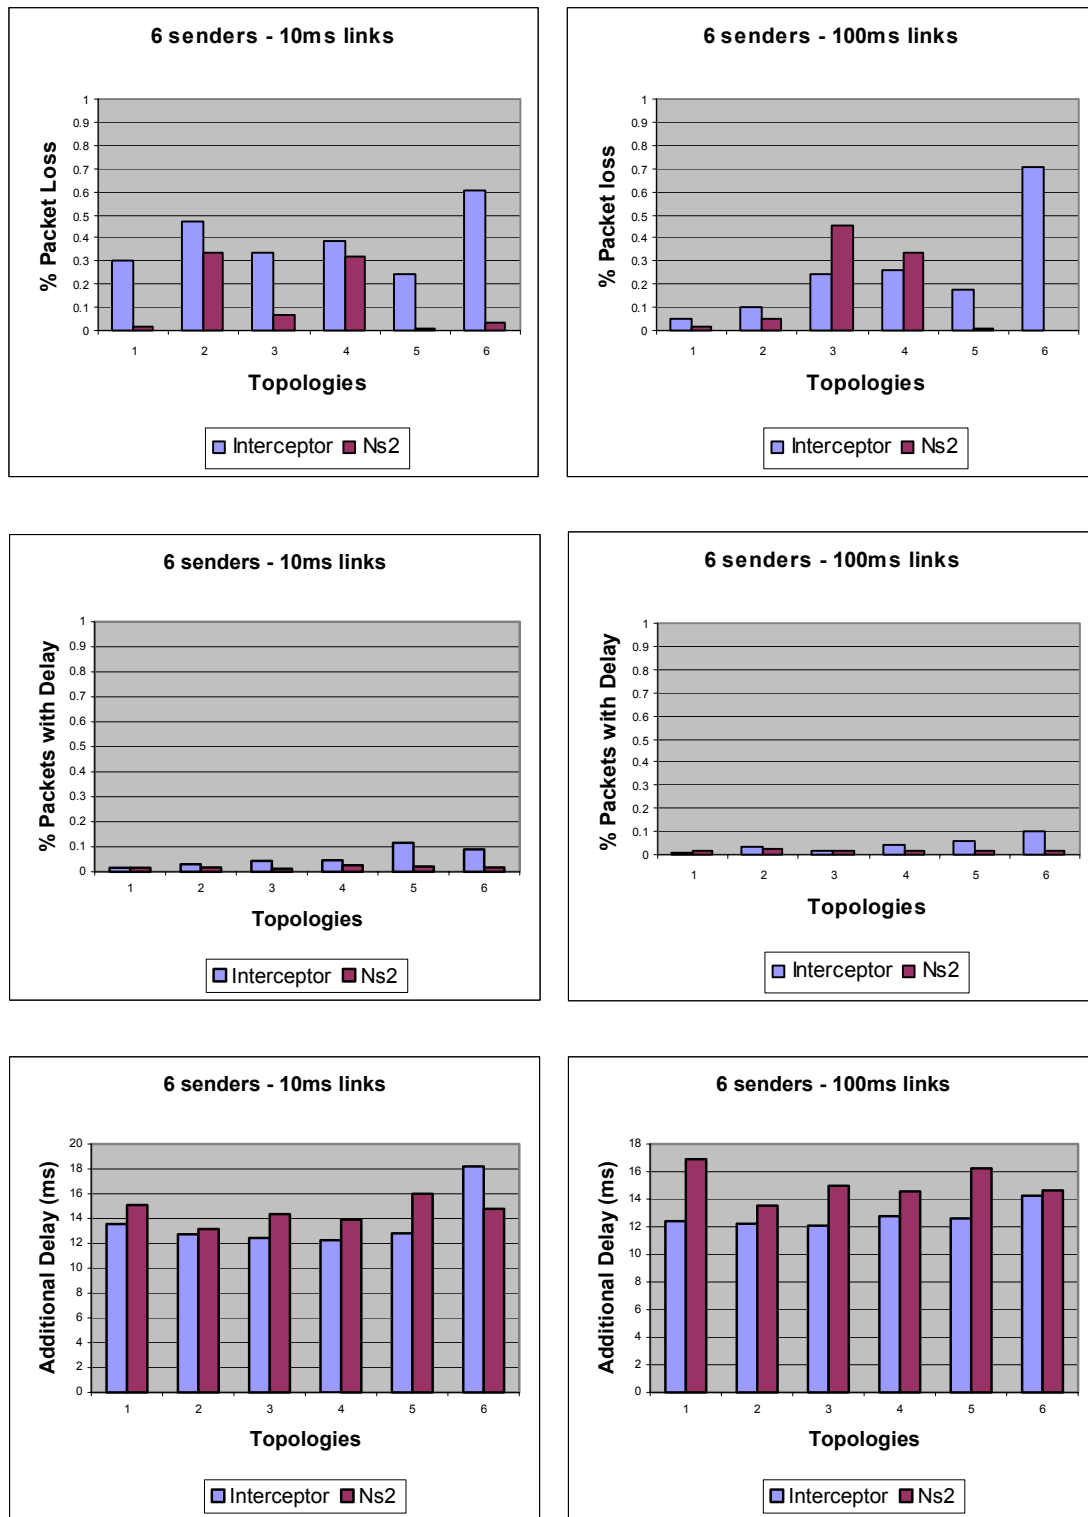 6 senders - 10ms links
% Packet Loss
1
0.9
0.8
0.7
0.6
0.5
0.4
0.3
0.2
0.1
0
1 2 3 4 5 6
Topologies
Interceptor Ns2
6 senders - 100ms links
% Packet loss
1
0.9
0.8
0.7
0.6
0.5
0.4
0.3
0.2
0.1
0
1 2 3 4 5 6
Topologies
Interceptor Ns2
6 senders - 10ms links
% Packets with Delay
1
0.9
0.8
0.7
0.6
0.5
0.4
0.3
0.2
0.1
0
1 2 3 4 5 6
Topologies
Interceptor Ns2
6 senders - 100ms links
% Packets with Delay
1
0.9
0.8
0.7
0.6
0.5
0.4
0.3
0.2
0.1
0
1 2 3 4 5 6
Topologies
Interceptor Ns2
6 senders - 10ms links
Additional Delay (ms)
20
18
16
14
12
10
8
6
4
2
0
1 2 3 4 5 6
Topologies
Interceptor Ns2
6 senders - 100ms links
Additional Delay (ms)
18
16
14
12
10
8
6
4
2
0
1 2 3 4 5 6
Topologies
Interceptor Ns2